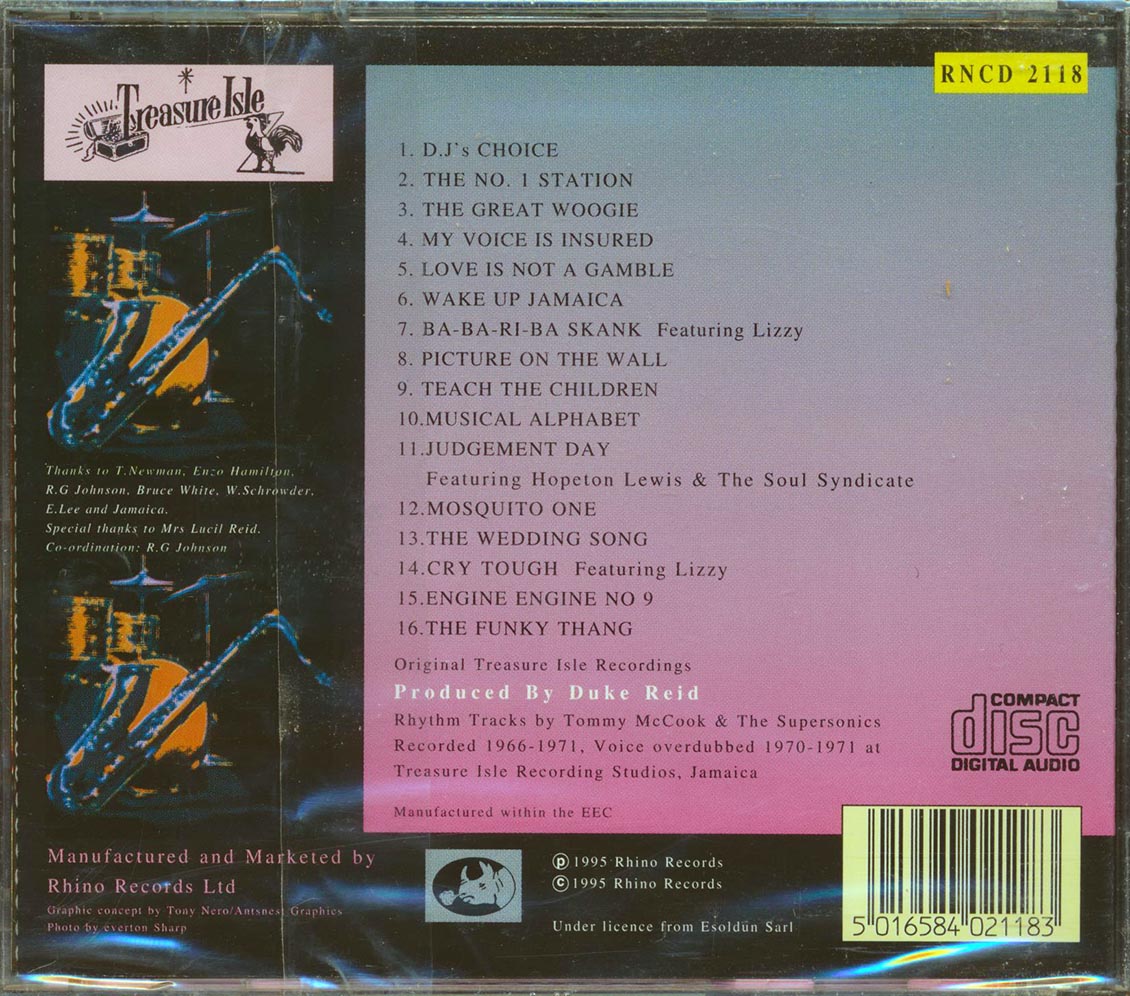 Treasure Isle
RNCD 2118
1. D.J's CHOICE
2. THE NO. 1 STATION
3. THE GREAT WOOGIE
4. MY VOICE IS INSURED
5. LOVE IS NOT A GAMBLE
6. WAKE UP JAMAICA
7. BA-BA-RI-BA SKANK Featuring Lizzy
8. PICTURE ON THE WALL
9. TEACH THE CHILDREN
10.MUSICAL ALPHABET
11.JUDGEMENT DAY
Featuring Hopeton Lewis & The Soul Syndicate
12.MOSQUITO ONE
13.THE WEDDING SONG
14.CRY TOUGH Featuring Lizzy
15.ENGINE ENGINE NO 9
16.THE FUNKY THANG
Original Treasure Isle Recordings
Produced By Duke Reid
Rhythm Tracks by Tommy McCook & The Supersonics
Recorded 1966-1971, Voice overdubbed 1970-1971 at
Treasure Isle Recording Studios, Jamaica
Manufactured within the EEC
COMPACT
disc
DIGITAL AUDIO
Thanks to T.Newman, Enzo Hamilton,
R.G Johnson, Bruce White, W.Schrowder,
E.Lee and Jamaica.
Special thanks to Mrs Lucil Reid.
Co-ordination: R.G Johnson
Manufactured and Marketed by
Rhino Records Ltd
Graphic concept by Tony Nero/Antsnest Graphics
Photo by everton Sharp
℗ 1995 Rhino Records
© 1995 Rhino Records
Under licence from Esoldun Sarl
5 016584 021183